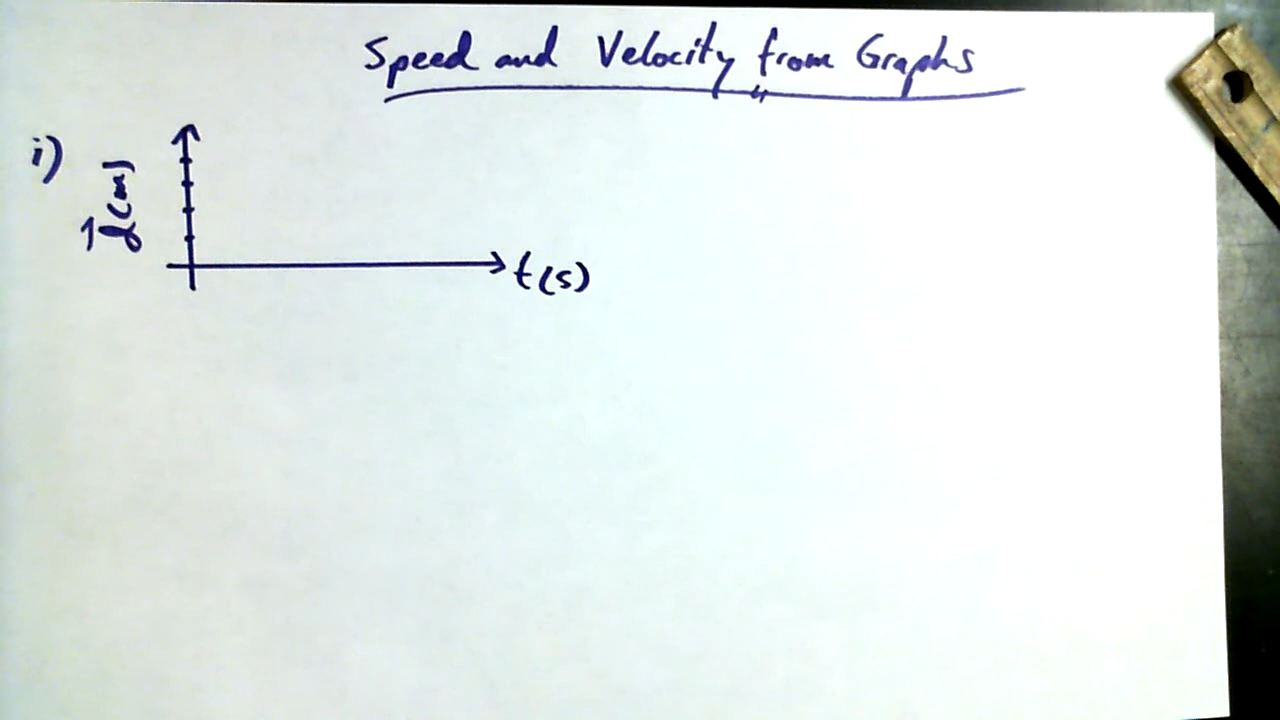 Speed and Velocity from Graphs
i)
d⃗(m)
t(s)